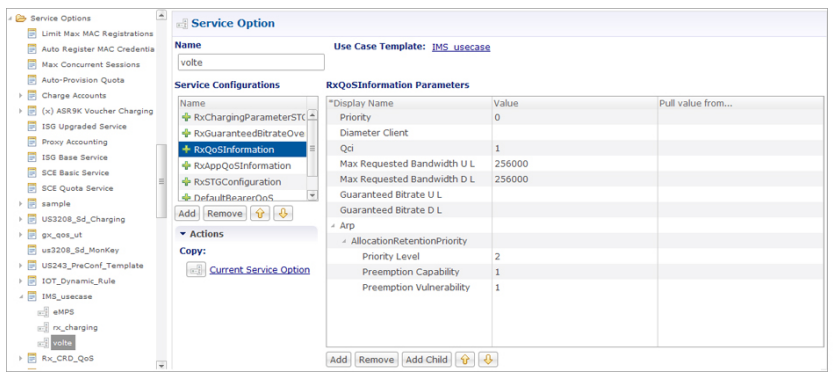 Service Options
Limit Max MAC Registrations
Auto Register MAC Credentia
Max Concurrent Sessions
Auto-Provision Quota
Charge Accounts
(x) ASR9K Voucher Charging
ISG Upgraded Service
Proxy Accounting
ISG Base Service
SCE Basic Service
SCE Quota Service
sample
US3208_Sd_Charging
gx_qos_ut
us3208_Sd_MonKey
US243_PreConf_Template
IOT_Dynamic_Rule
IMS_usecase
eMPS
rx_charging
volte
Rx_CRD_QoS
Service Option
Name
volte
Use Case Template: IMS_usecase
Service Configurations
Name
RxChargingParameterSTC
RxGuaranteedBitrateOve
RxQoSInformation
RxAppQoSInformation
RxSTGConfiguration
DefaultBearerQoS
Add Remove
Actions
Copy:
Current Service Option
RxQoSInformation Parameters
*Display Name Value Pull value from...
Priority 0
Diameter Client
Qci 1
Max Requested Bandwidth U L 256000
Max Requested Bandwidth D L 256000
Guaranteed Bitrate U L
Guaranteed Bitrate D L
Arp
AllocationRetentionPriority
Priority Level 2
Preemption Capability 1
Preemption Vulnerability 1
Add Remove Add Child